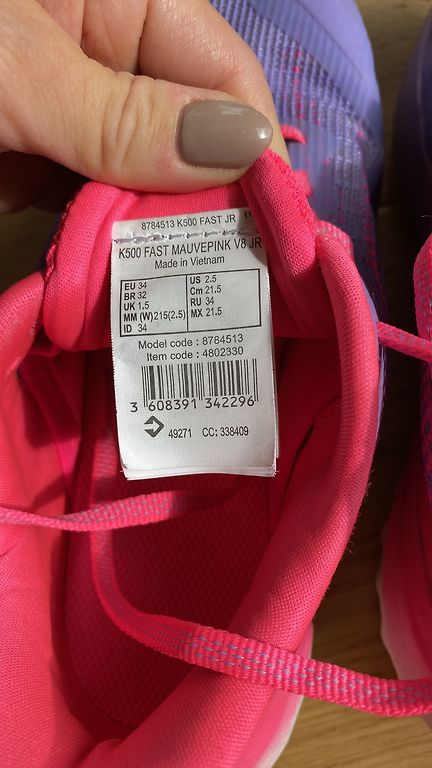 8784513 K500 FAST JR
K500 FAST MAUVEPINK V8 JR
Made in Vietnam
EU 34 US 2.5
BR 32 Cm 21.5
UK 1.5 RU 34
MM (W)215(2.5) MX 21.5
ID 34
Model code : 8784513
Item code : 4802330
3 608391 342296
49271 CC: 338409